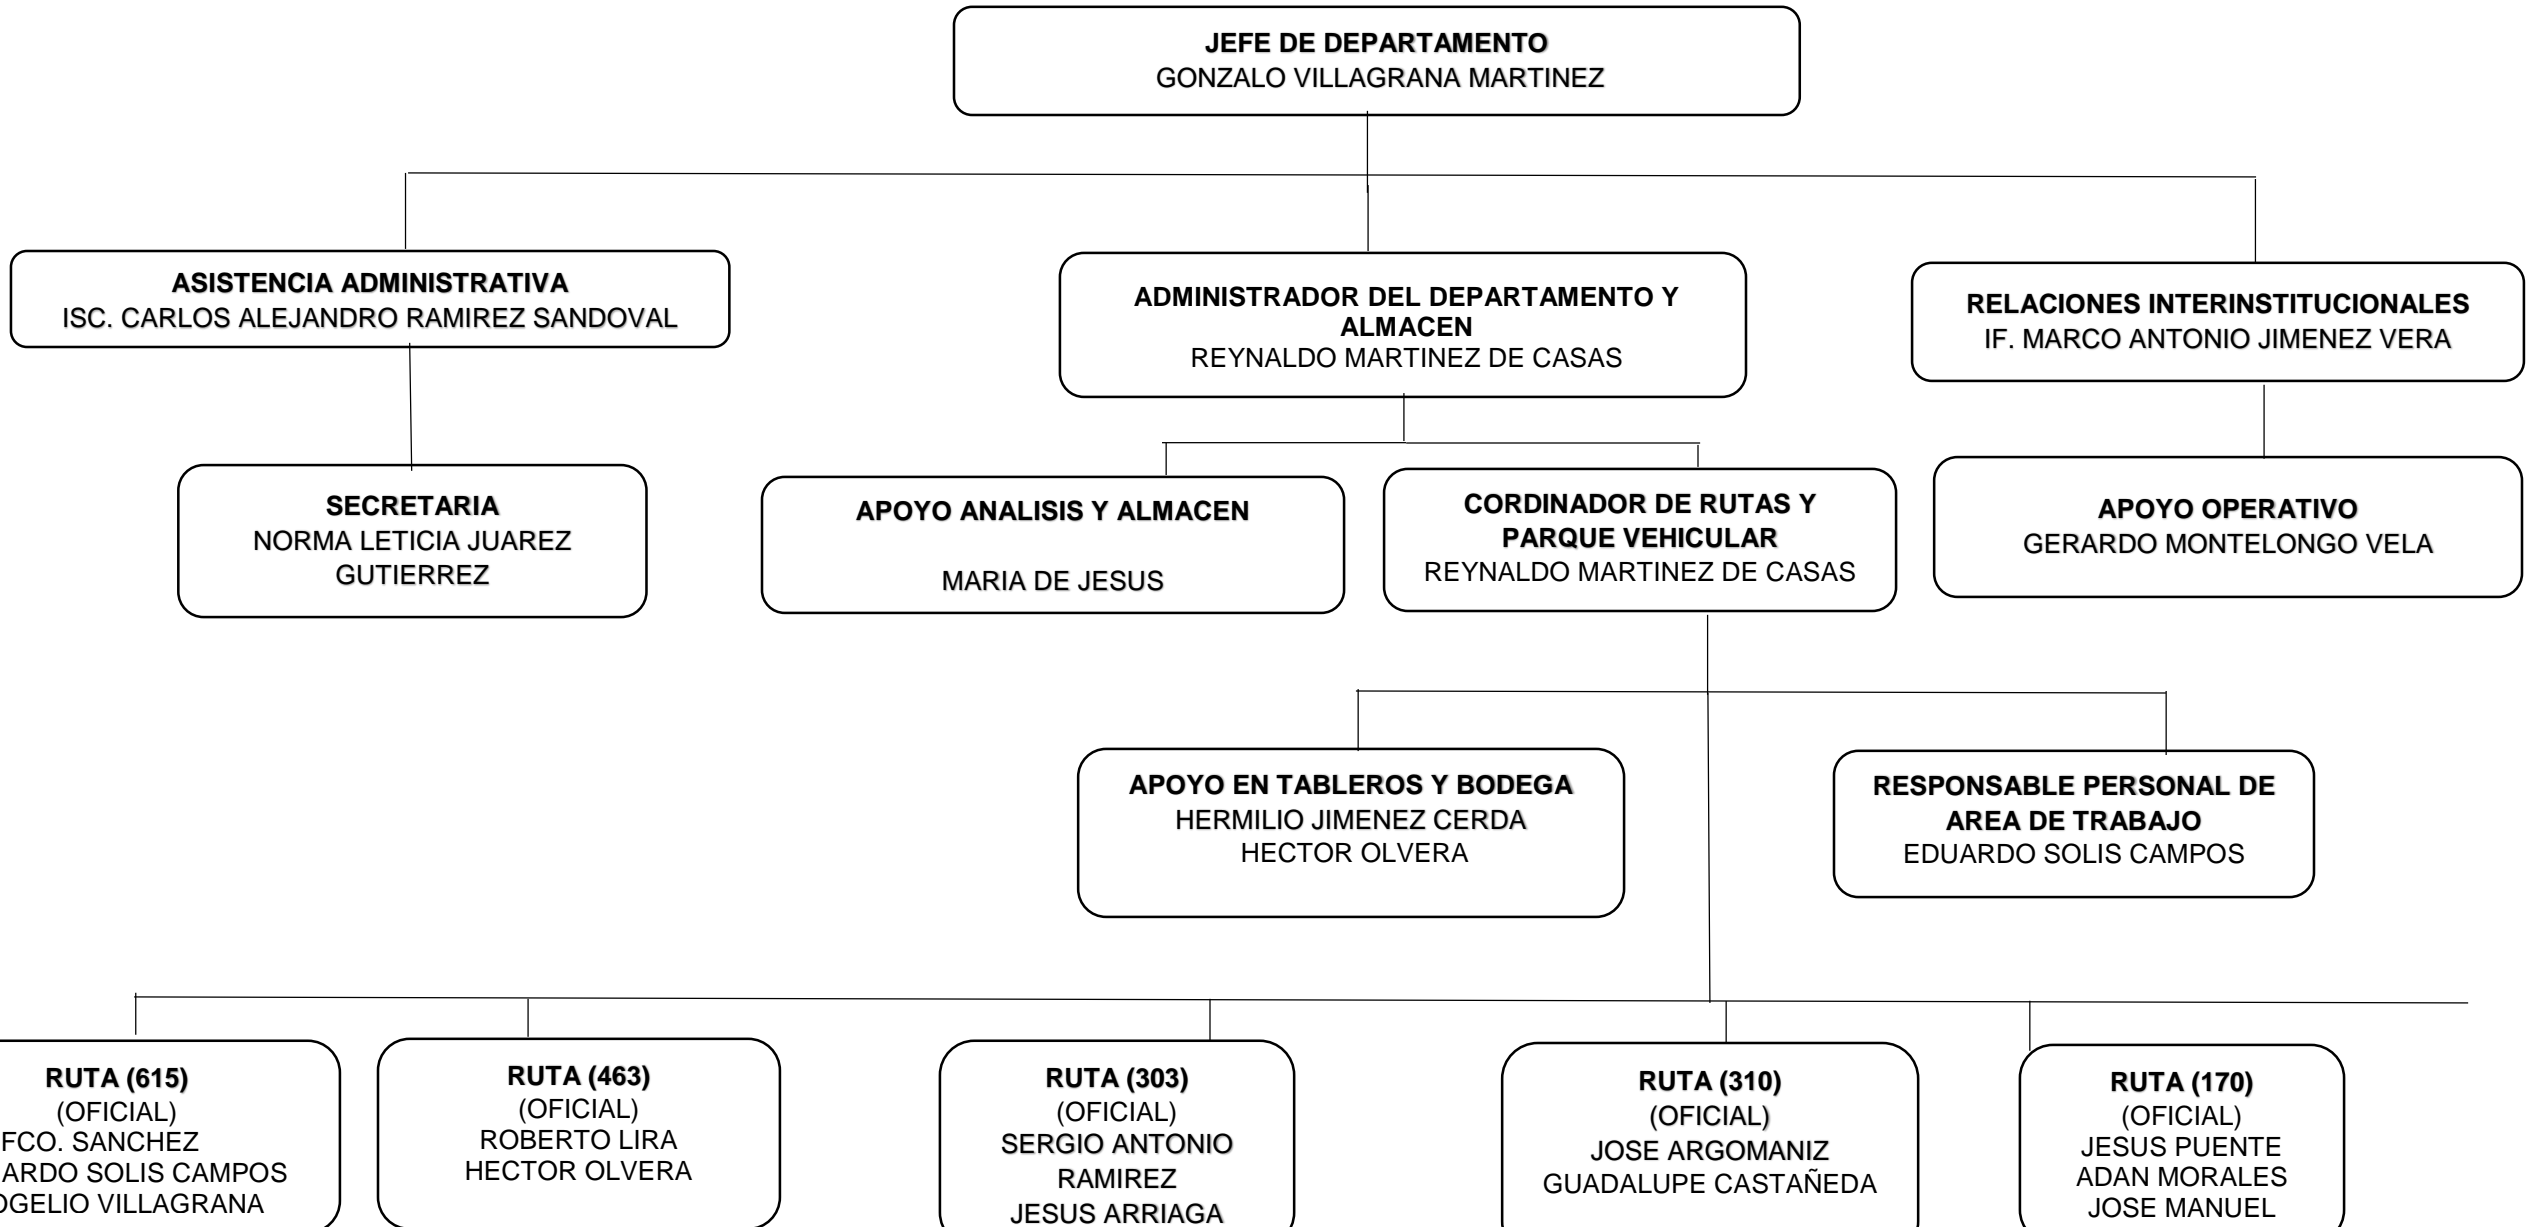 JEFE DE DEPARTAMENTO
GONZALO VILLAGRANA MARTINEZ
ASISTENCIA ADMINISTRATIVA
ISC. CARLOS ALEJANDRO RAMIREZ SANDOVAL
ADMINISTRADOR DEL DEPARTAMENTO Y
ALMACEN
REYNALDO MARTINEZ DE CASAS
RELACIONES INTERINSTITUCIONALES
IF. MARCO ANTONIO JIMENEZ VERA
SECRETARIA
NORMA LETICIA JUAREZ
GUTIERREZ
APOYO ANALISIS Y ALMACEN
MARIA DE JESUS
CORDINADOR DE RUTAS Y
PARQUE VEHICULAR
REYNALDO MARTINEZ DE CASAS
APOYO OPERATIVO
GERARDO MONTELONGO VELA
APOYO EN TABLEROS Y BODEGA
HERMILIO JIMENEZ CERDA
HECTOR OLVERA
RESPONSABLE PERSONAL DE
AREA DE TRABAJO
EDUARDO SOLIS CAMPOS
RUTA (615)
(OFICIAL)
FCO. SANCHEZ
ARDO SOLIS CAMPOS
OGELIO VILLAGRANA
RUTA (463)
(OFICIAL)
ROBERTO LIRA
HECTOR OLVERA
RUTA (303)
(OFICIAL)
SERGIO ANTONIO
RAMIREZ
JESUS ARRIAGA
RUTA (310)
(OFICIAL)
JOSE ARGOMANIZ
GUADALUPE CASTAÑEDA
RUTA (170)
(OFICIAL)
JESUS PUENTE
ADAN MORALES
JOSE MANUEL